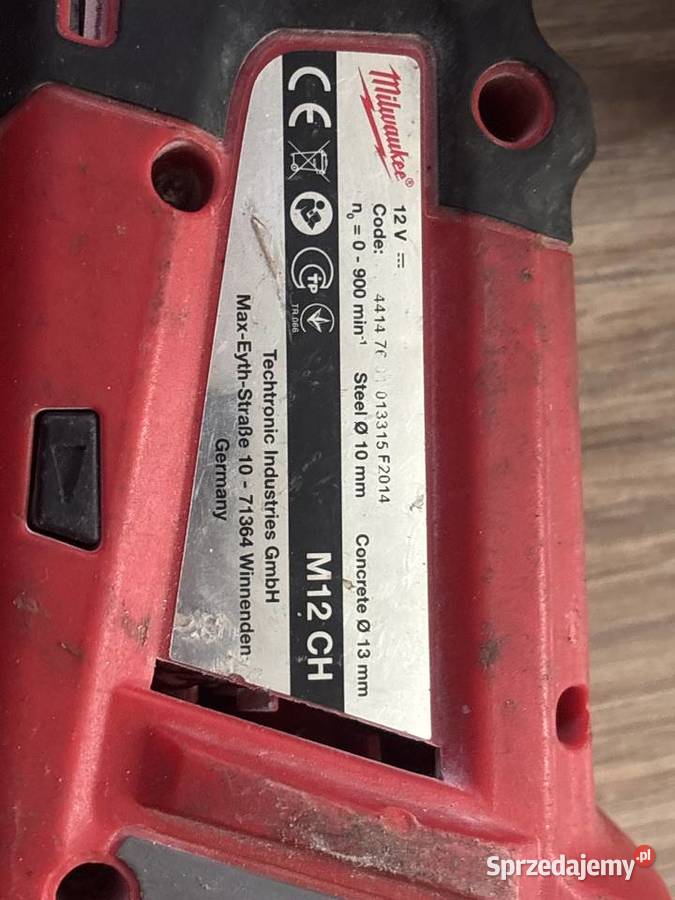 Milwaukee®
12 V
Code: 4414 76 01 013315 F2014
n₀ = 0 - 900 min⁻¹ Steel Ø 10 mm Concrete Ø 13 mm
CE
TR.066
M12 CH
Techtronic Industries GmbH
Max-Eyth-Straße 10 - 71364 Winnenden
Germany
Sprzedajemy.pl